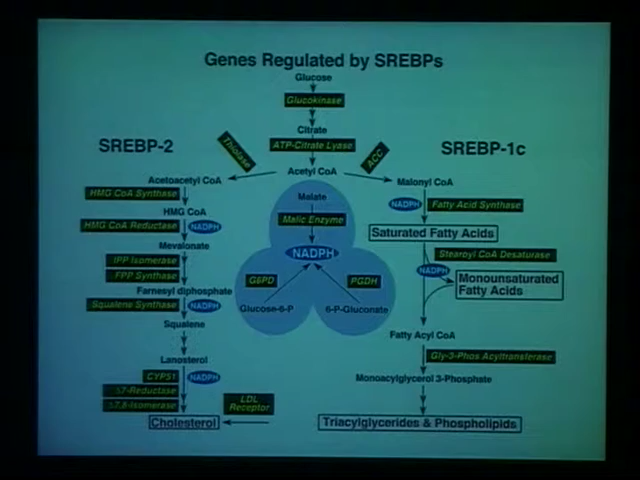 Genes Regulated by SREBPs
Glucose
Glucokinase
Citrate
ATP-Citrate Lyase
Thiolase
ACC
Acetyl CoA
SREBP-2
SREBP-1c
Acetoacetyl CoA
HMG CoA Synthase
HMG CoA
HMG CoA Reductase
NADPH
Mevalonate
IPP Isomerase
FPP Synthase
Farnesyl diphosphate
Squalene Synthase
NADPH
Squalene
Lanosterol
CYP51
NADPH
Δ7-Reductase
Δ7,8-Isomerase
Cholesterol
LDL
Receptor
Malate
Malic Enzyme
NADPH
G6PD
PGDH
Glucose-6-P
6-P-Gluconate
Malonyl CoA
NADPH
Fatty Acid Synthase
Saturated Fatty Acids
Stearoyl CoA Desaturase
NADPH
Monounsaturated
Fatty Acids
Fatty Acyl CoA
Gly-3-Phos Acyltransferase
Monoacylglycerol 3-Phosphate
Triacylglycerides & Phospholipids